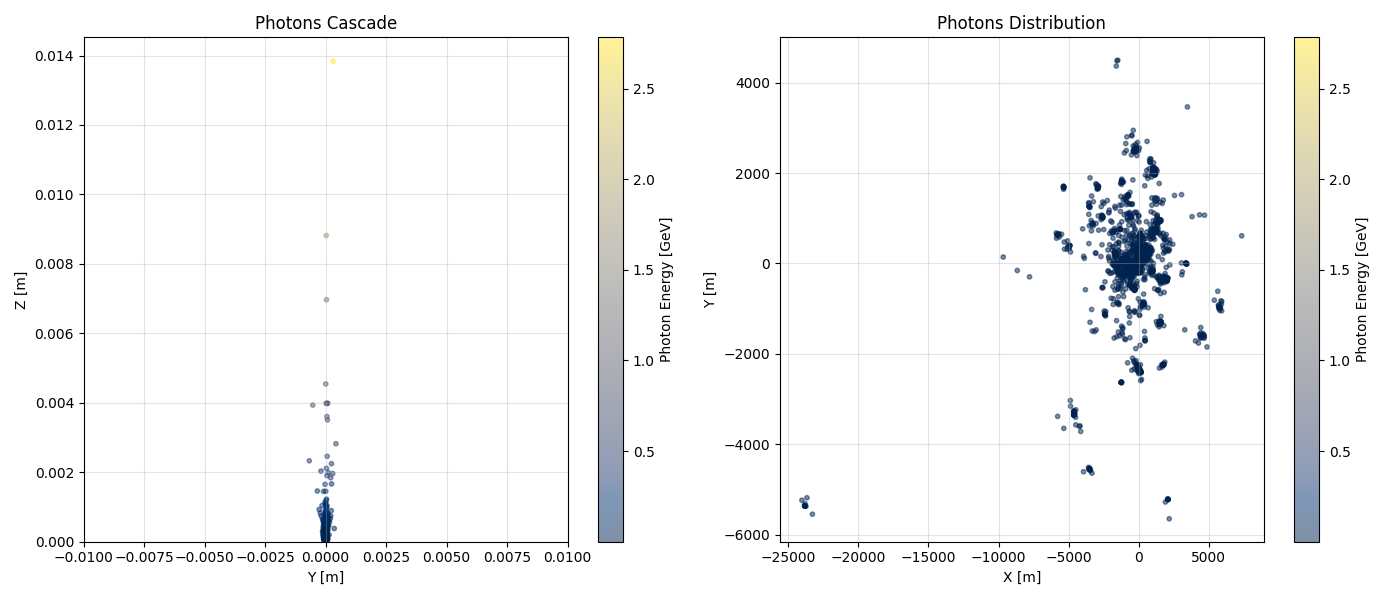 Photons Cascade
0.014
0.012
0.010
0.008
0.006
0.004
0.002
0.000
Z [m]
−0.0100 −0.0075 −0.0050 −0.0025 0.0000 0.0025 0.0050 0.0075 0.0100
Y [m]
2.5
2.0
1.5
1.0
0.5
Photon Energy [GeV]
Photons Distribution
4000
2000
0
−2000
−4000
−6000
Y [m]
−25000 −20000 −15000 −10000 −5000 0 5000
X [m]
2.5
2.0
1.5
1.0
0.5
Photon Energy [GeV]